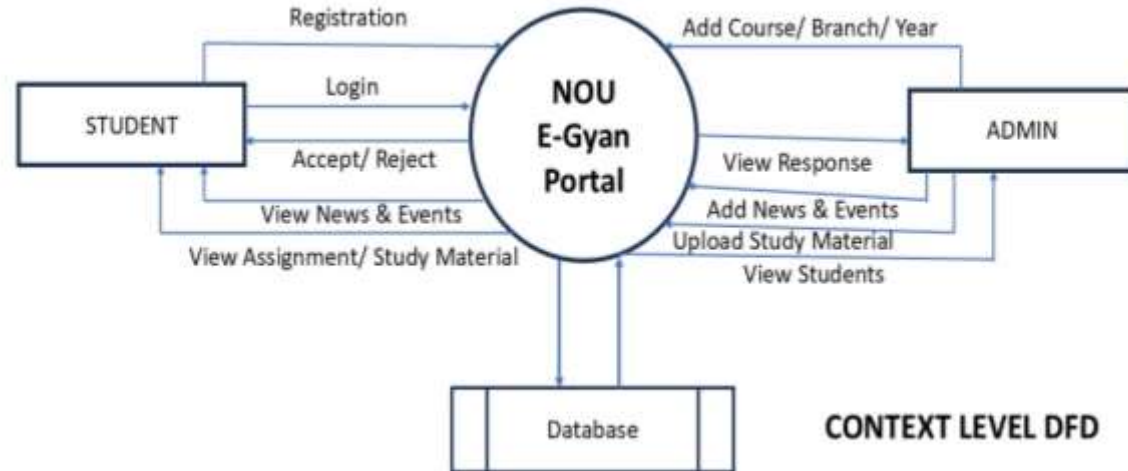 Registration
Add Course/ Branch/ Year
Login
NOU
E-Gyan
Portal
STUDENT
ADMIN
Accept/ Reject
View Response
View News & Events
Add News & Events
Upload Study Material
View Assignment/ Study Material
View Students
Database
CONTEXT LEVEL DFD